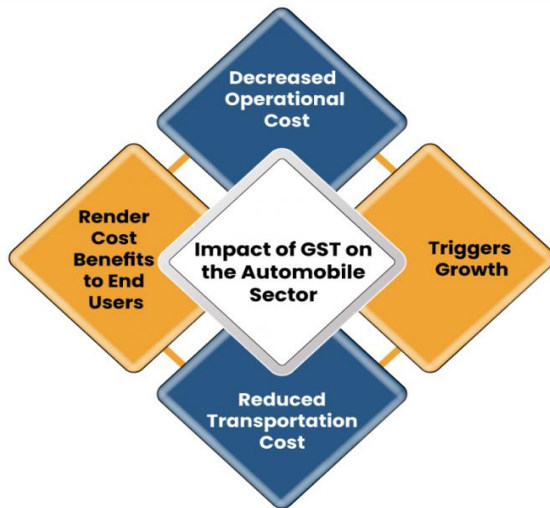 Decreased
Operational
Cost
Render
Cost
Benefits
to End
Users
Impact of GST on
the Automobile
Sector
Triggers
Growth
Reduced
Transportation
Cost